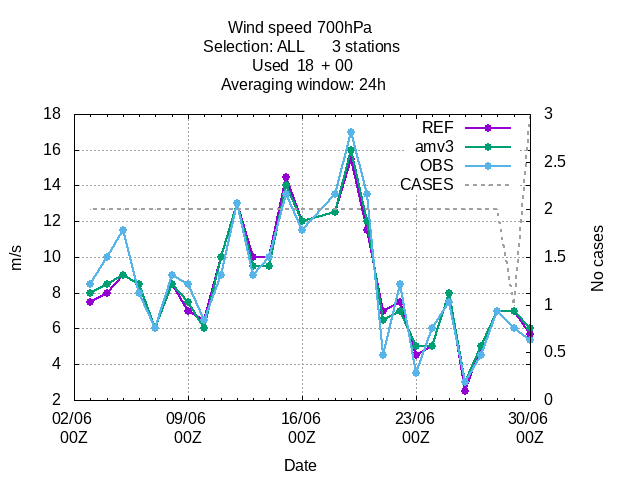 Wind speed 700hPa
Selection: ALL 3 stations
Used 18 + 00
Averaging window: 24h
18
16
14
12
10
8
6
4
2
3
2.5
2
1.5
1
0.5
0
REF
amv3
OBS
CASES
m/s
No cases
02/06 09/06 16/06 23/06 30/06
00Z 00Z 00Z 00Z 00Z
Date